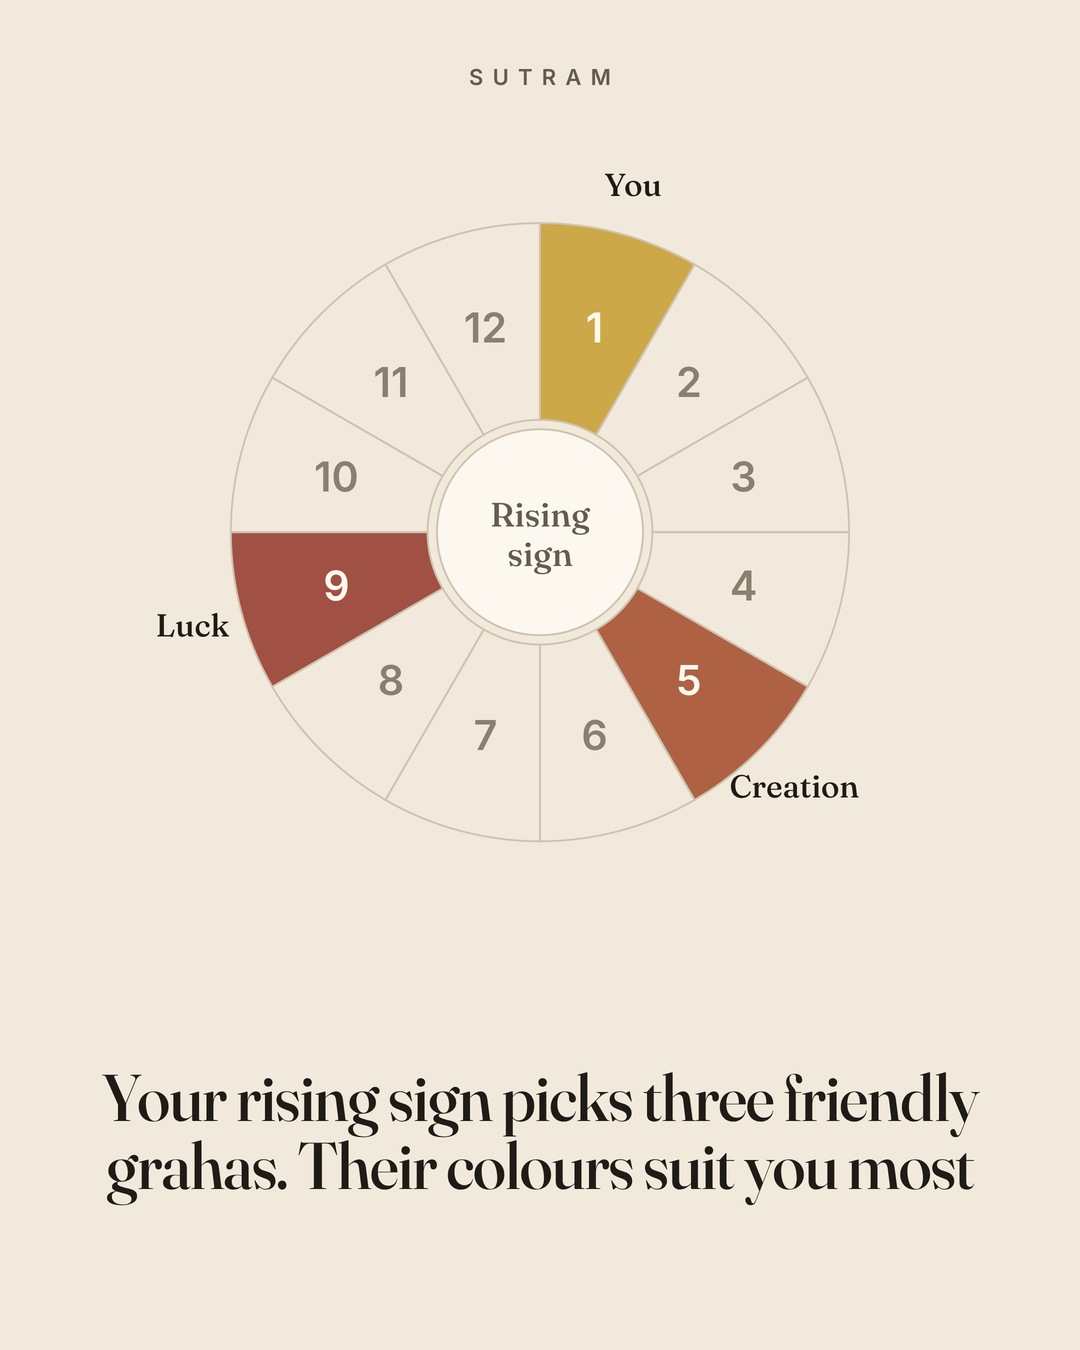 SUTRAM
You
12
1
11
2
10
3
Rising
sign
9
4
Luck
8
5
7
6
Creation
Your rising sign picks three friendly
grahas. Their colours suit you most